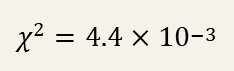 χ² = 4.4 × 10⁻³